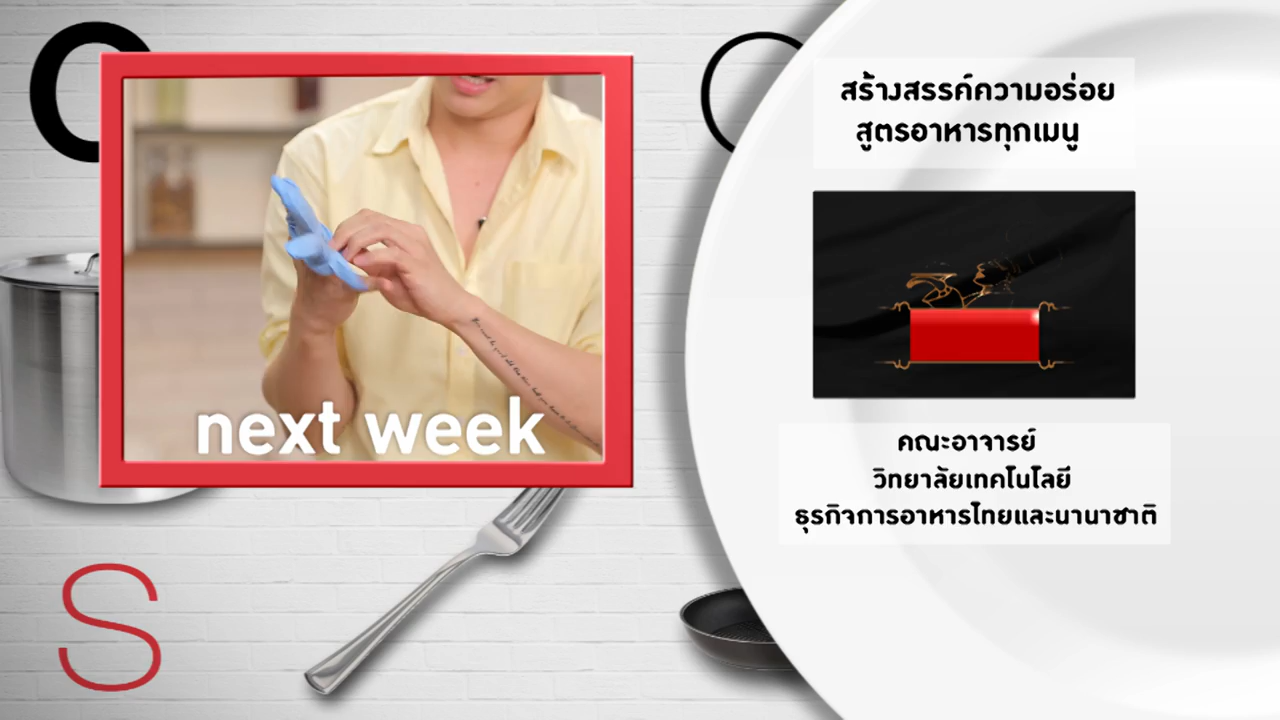 next week
สร้างสรรค์ความอร่อย
สูตรอาหารทุกเมนู
คณะอาจารย์
วิทยาลัยเทคโนโลยี
ธุรกิจการอาหารไทยและนานาชาติ
S